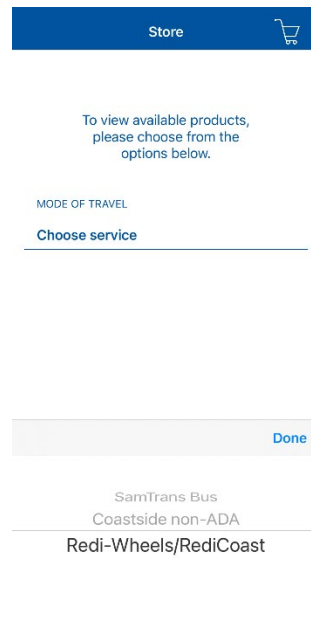 Store
To view available products,
please choose from the
options below.
MODE OF TRAVEL
Choose service
Done
SamTrans Bus
Coastside non-ADA
Redi-Wheels/RediCoast